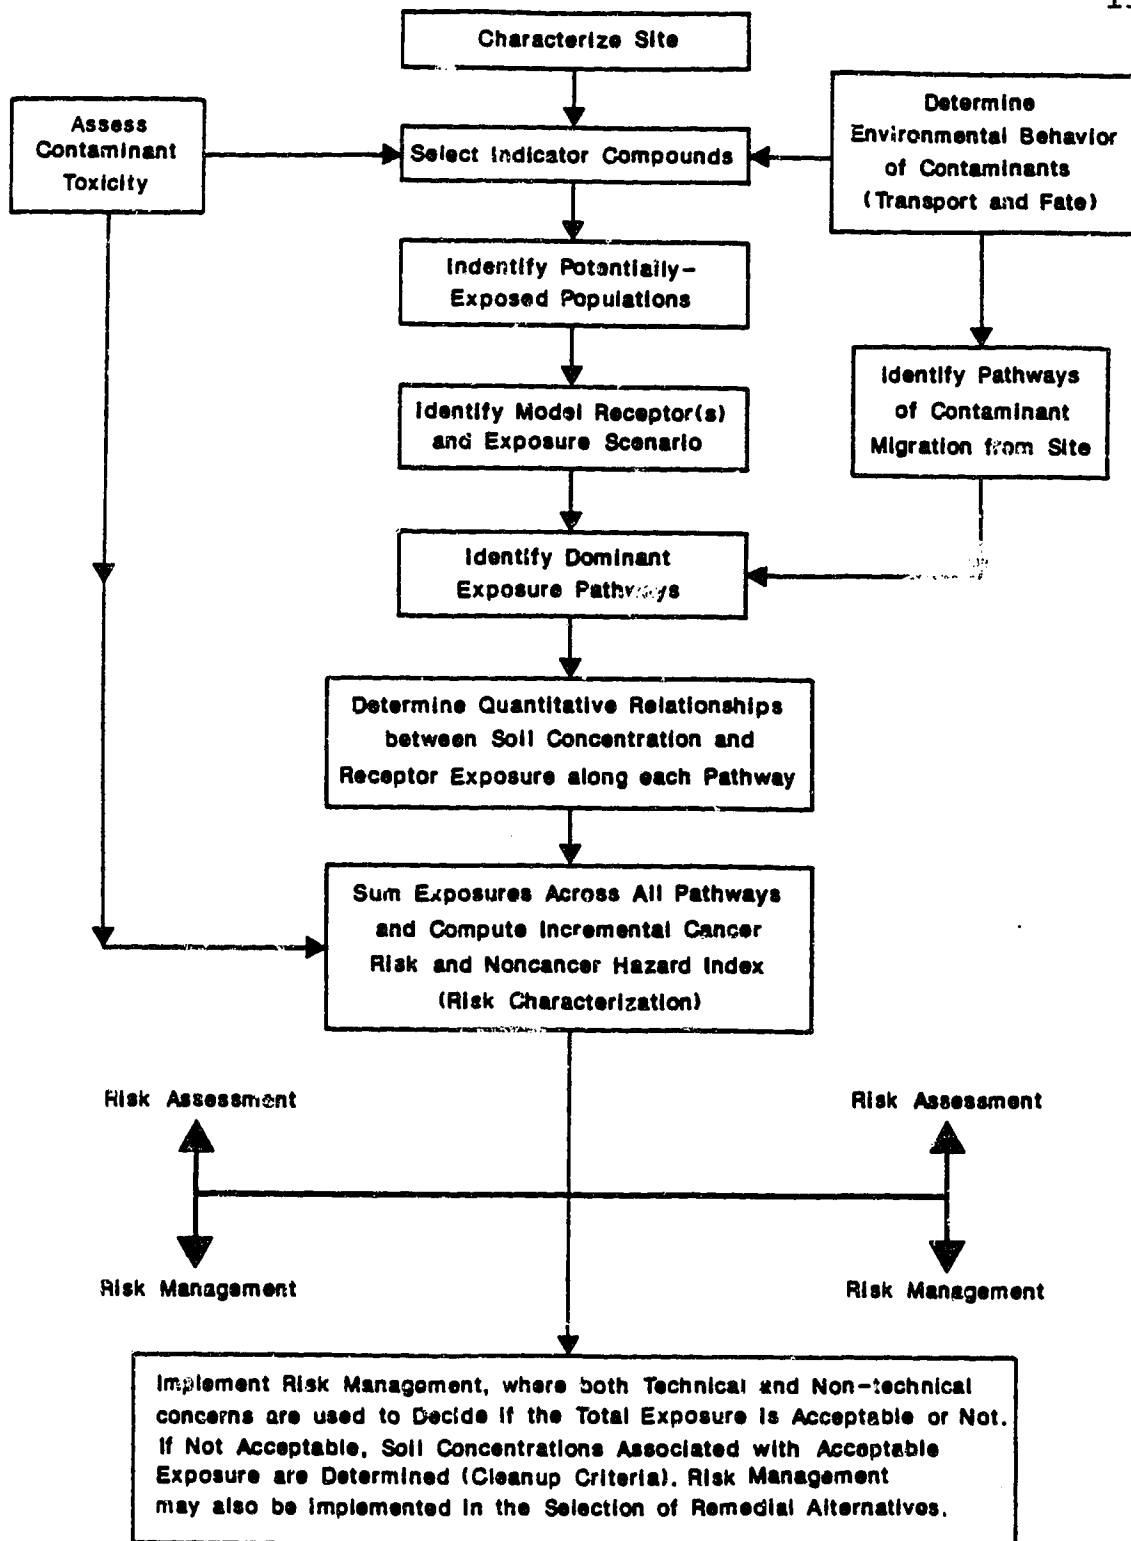 Characterize Site
Assess
Contaminant
Toxicity
Select Indicator Compounds
Determine
Environmental Behavior
of Contaminants
(Transport and Fate)
Indentify Potentially-
Exposed Populations
Identify Model Receptor(s)
and Exposure Scenario
Identify Pathways
of Contaminant
Migration from Site
Identify Dominant
Exposure Pathways
Determine Quantitative Relationships
between Soil Concentration and
Receptor Exposure along each Pathway
Sum Exposures Across All Pathways
and Compute Incremental Cancer
Risk and Noncancer Hazard Index
(Risk Characterization)
Risk Assessment
Risk Assessment
Risk Management
Risk Management
Implement Risk Management, where both Technical and Non-technical
concerns are used to Decide if the Total Exposure is Acceptable or Not.
If Not Acceptable, Soil Concentrations Associated with Acceptable
Exposure are Determined (Cleanup Criteria). Risk Management
may also be implemented in the Selection of Remedial Alternatives.